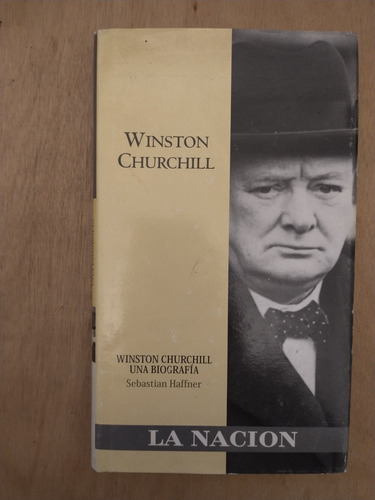 WINSTON
CHURCHILL
WINSTON CHURCHILL
UNA BIOGRAFÍA
Sebastian Haffner
LA NACION